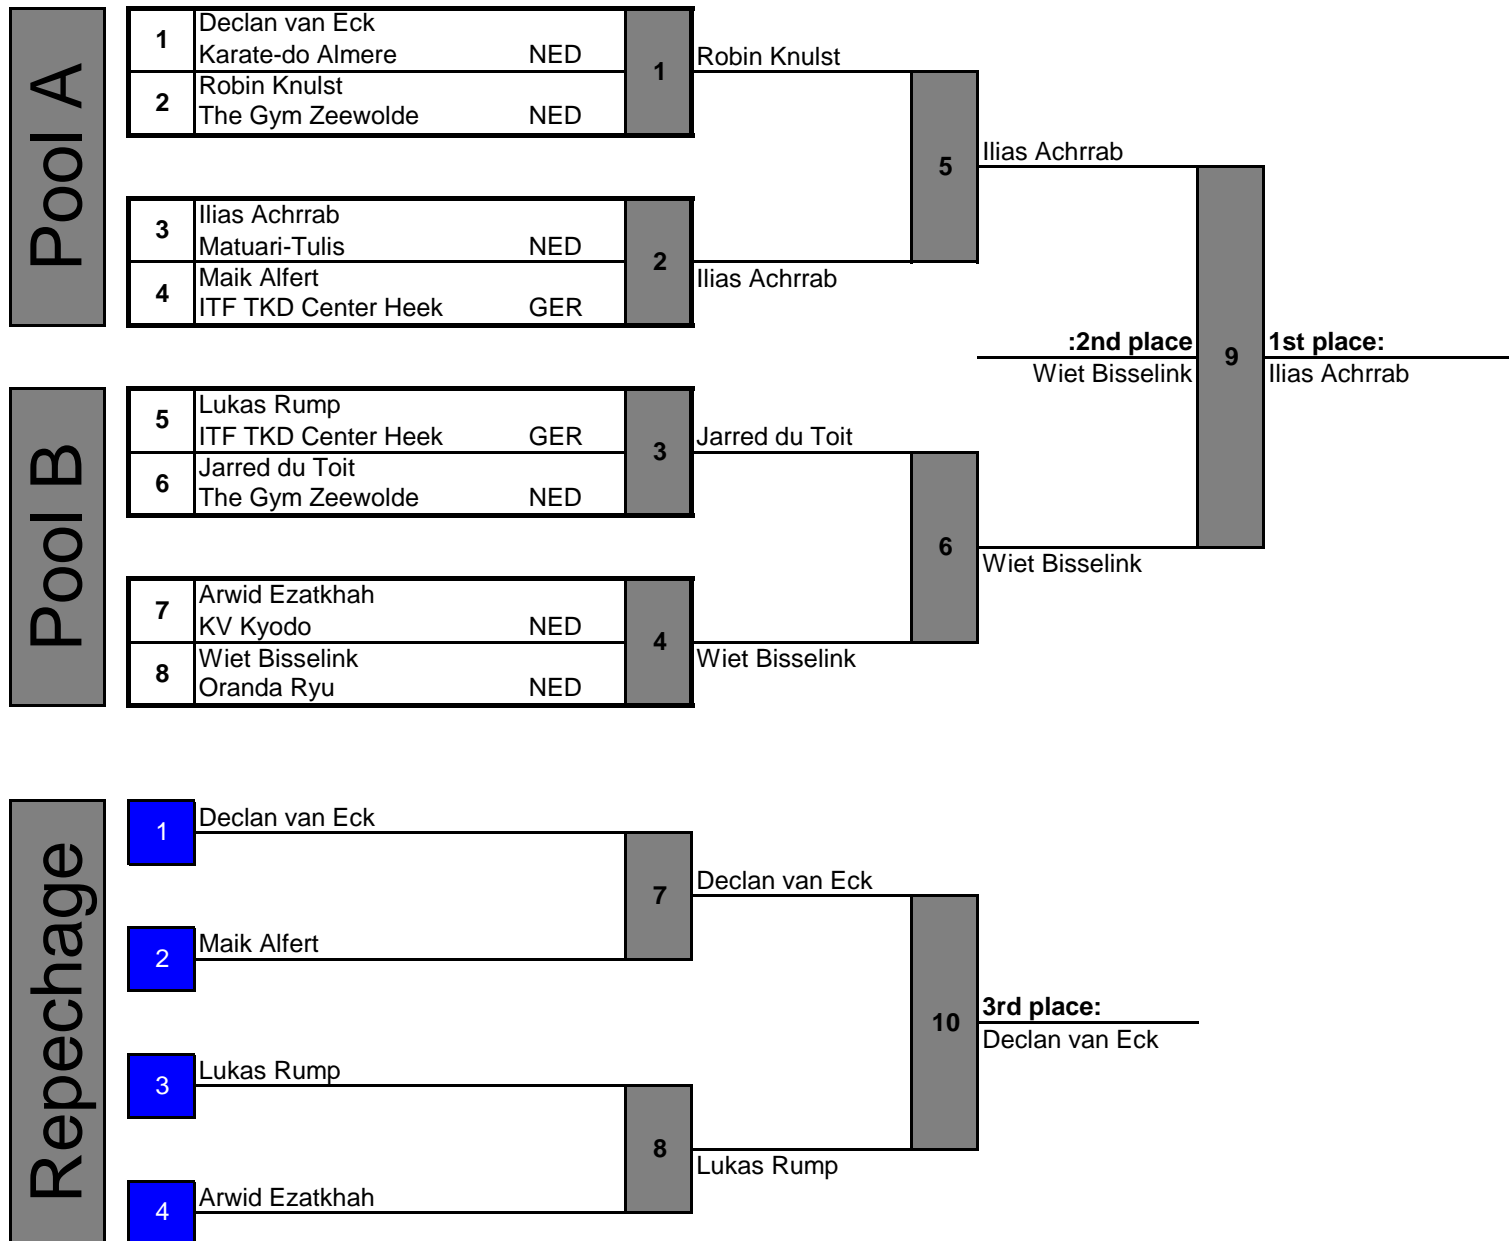 Pool A
1
Declan van Eck
Karate-do Almere NED
2
Robin Knulst
The Gym Zeewolde NED
1
Robin Knulst
3
Ilias Achrrab
Matuari-Tulis NED
4
Maik Alfert
ITF TKD Center Heek GER
2
Ilias Achrrab
5
Ilias Achrrab
Pool B
5
Lukas Rump
ITF TKD Center Heek GER
6
Jarred du Toit
The Gym Zeewolde NED
3
Jarred du Toit
7
Arwid Ezatkhah
KV Kyodo NED
8
Wiet Bisselink
Oranda Ryu NED
4
Wiet Bisselink
6
Wiet Bisselink
:2nd place
Wiet Bisselink
9
1st place:
Ilias Achrrab
Repechage
1
Declan van Eck
2
Maik Alfert
7
Declan van Eck
3
Lukas Rump
4
Arwid Ezatkhah
8
Lukas Rump
10
3rd place:
Declan van Eck